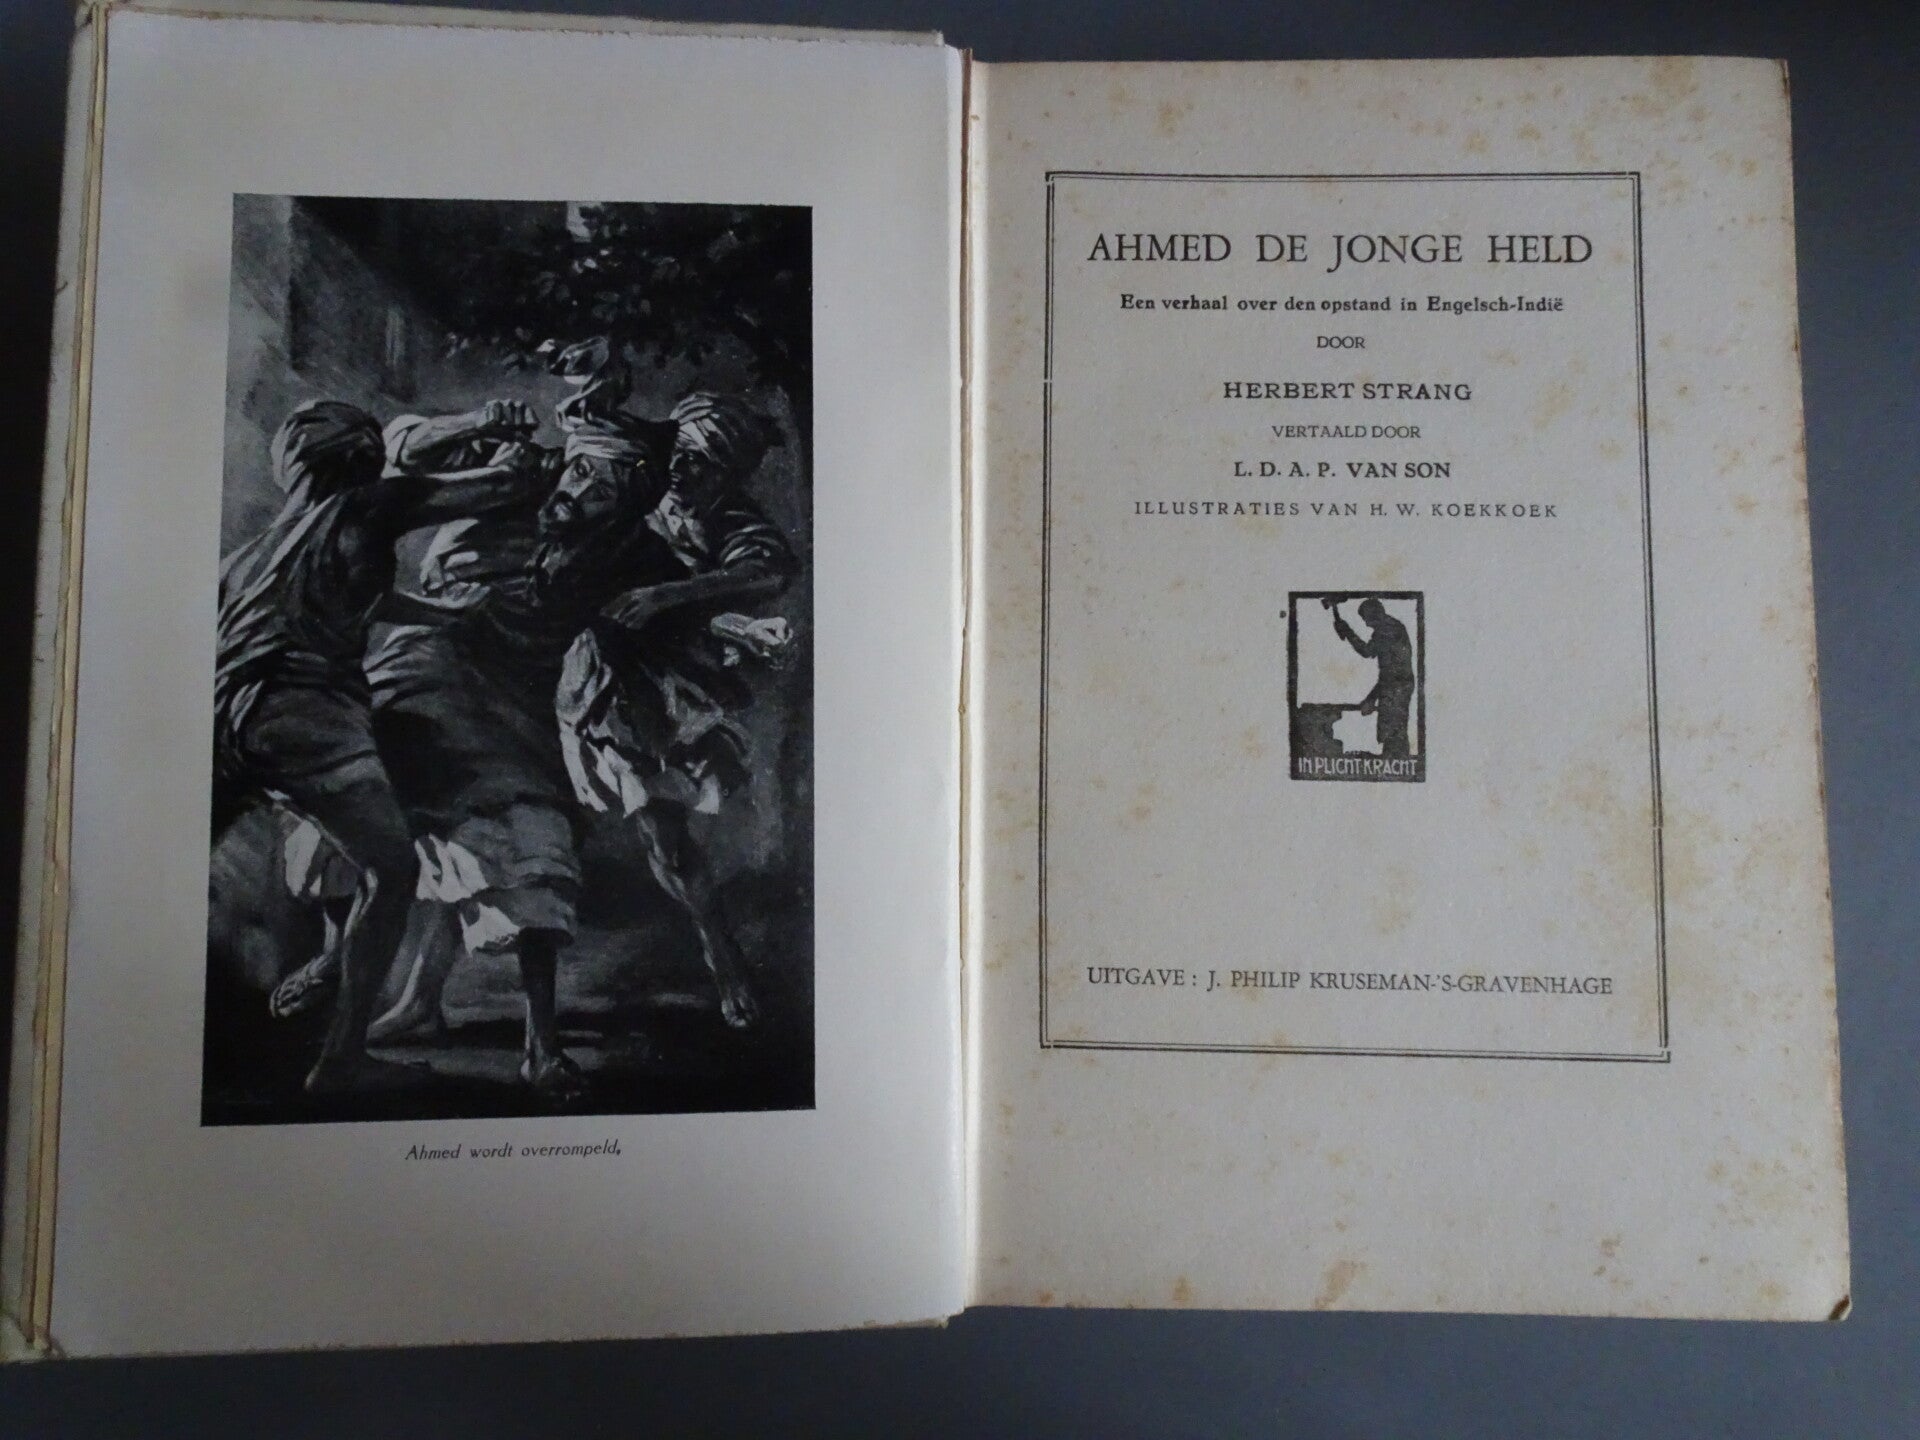 Ahmed wordt overrompeld,
AHMED DE JONGE HELD
Een verhaal over den opstand in Engelsch-Indië
DOOR
HERBERT STRANG
VERTAALD DOOR
L. D. A. P. VAN SON
ILLUSTRATIES VAN H. W. KOEKKOEK
IN PLICHT·KRACHT
UITGAVE : J. PHILIP KRUSEMAN-'S-GRAVENHAGE